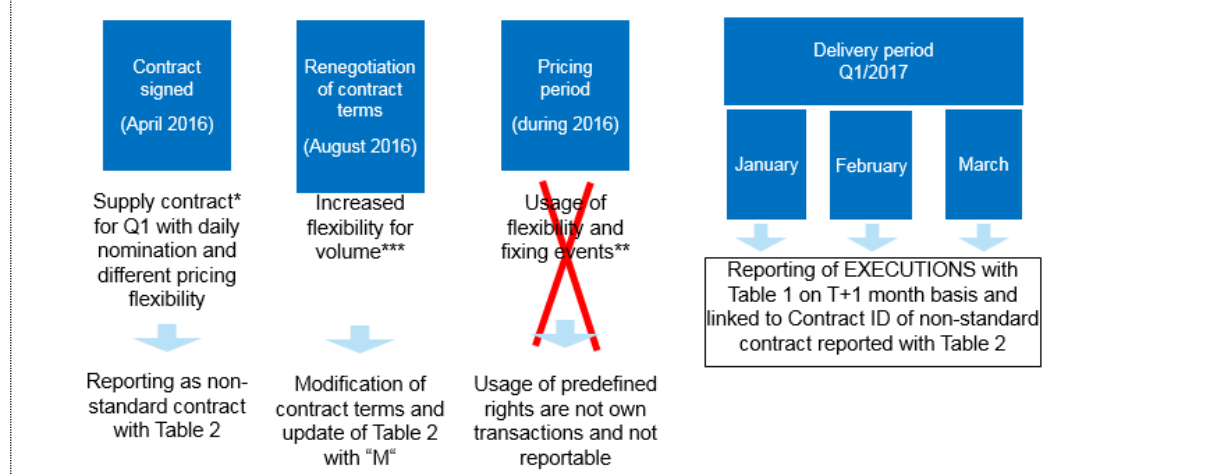 Contract
signed
(April 2016)
Renegotiation
of contract
terms
(August 2016)
Pricing
period
(during 2016)
Delivery period
Q1/2017
January
February
March
Supply contract*
for Q1 with daily
nomination and
different pricing
flexibility
Increased
flexibility for
volume***
Usage of
flexibility and
fixing events**
Reporting of EXECUTIONS with
Table 1 on T+1 month basis and
linked to Contract ID of non-standard
contract reported with Table 2
Reporting as non-
standard contract
with Table 2
Modification of
contract terms and
update of Table 2
with “M“
Usage of predefined
rights are not own
transactions and not
reportable